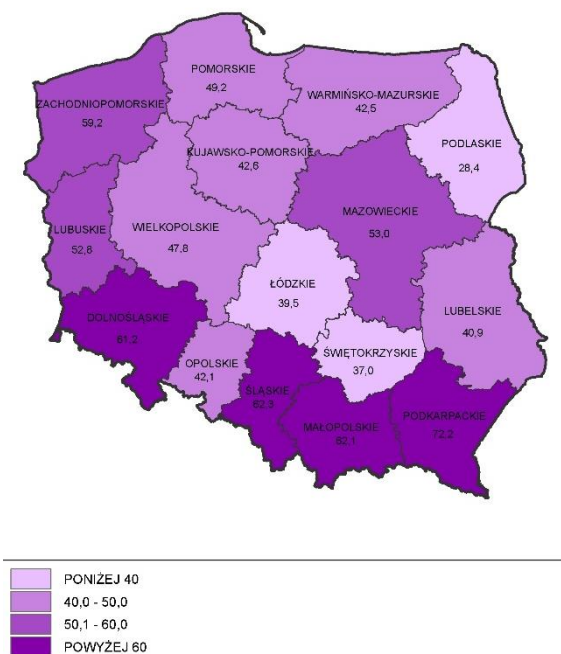 POMORSKIE
49,2
WARMIŃSKO-MAZURSKIE
42,5
ZACHODNIOPOMORSKIE
59,2
PODLASKIE
28,4
KUJAWSKO-POMORSKIE
42,6
MAZOWIECKIE
53,0
LUBUSKIE
52,8
WIELKOPOLSKIE
47,8
ŁÓDZKIE
39,5
LUBELSKIE
40,9
DOLNOŚLĄSKIE
61,2
ŚWIĘTOKRZYSKIE
37,0
OPOLSKIE
42,1
ŚLĄSKIE
62,3
MAŁOPOLSKIE
62,1
PODKARPACKIE
72,2
PONIŻEJ 40
40,0 - 50,0
50,1 - 60,0
POWYŻEJ 60